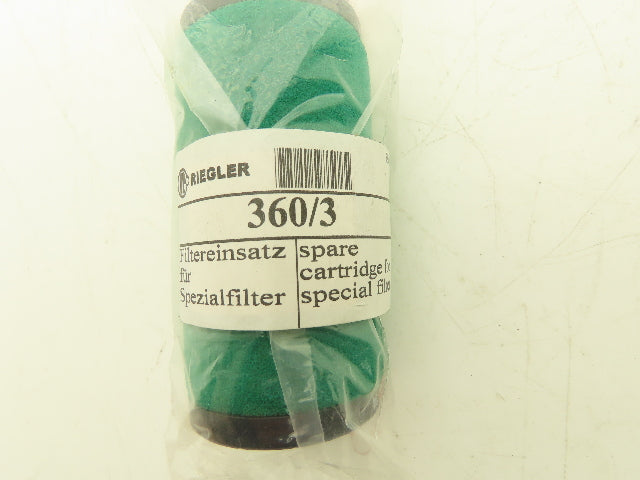 RIEGLER
360/3
Filtereinsatz
für
Spezialfilter
spare
cartridge
special